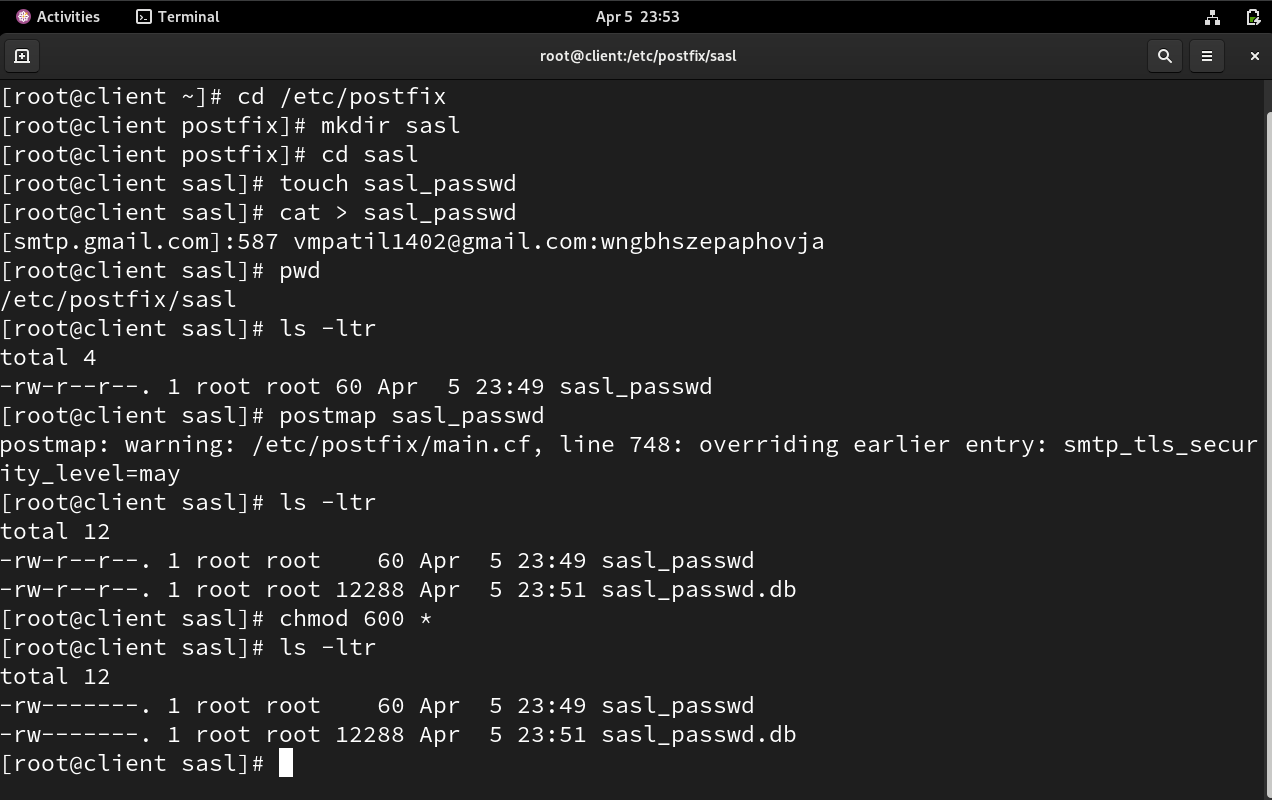 Activities Terminal Apr 5 23:53
root@client:/etc/postfix/sasl
[root@client ~]# cd /etc/postfix
[root@client postfix]# mkdir sasl
[root@client postfix]# cd sasl
[root@client sasl]# touch sasl_passwd
[root@client sasl]# cat > sasl_passwd
[smtp.gmail.com]:587 vmpatil1402@gmail.com:wngbhszepaphovja
[root@client sasl]# pwd
/etc/postfix/sasl
[root@client sasl]# ls -ltr
total 4
-rw-r--r--. 1 root root 60 Apr  5 23:49 sasl_passwd
[root@client sasl]# postmap sasl_passwd
postmap: warning: /etc/postfix/main.cf, line 748: overriding earlier entry: smtp_tls_secur
ity_level=may
[root@client sasl]# ls -ltr
total 12
-rw-r--r--. 1 root root    60 Apr  5 23:49 sasl_passwd
-rw-r--r--. 1 root root 12288 Apr  5 23:51 sasl_passwd.db
[root@client sasl]# chmod 600 *
[root@client sasl]# ls -ltr
total 12
-rw-------. 1 root root    60 Apr  5 23:49 sasl_passwd
-rw-------. 1 root root 12288 Apr  5 23:51 sasl_passwd.db
[root@client sasl]#